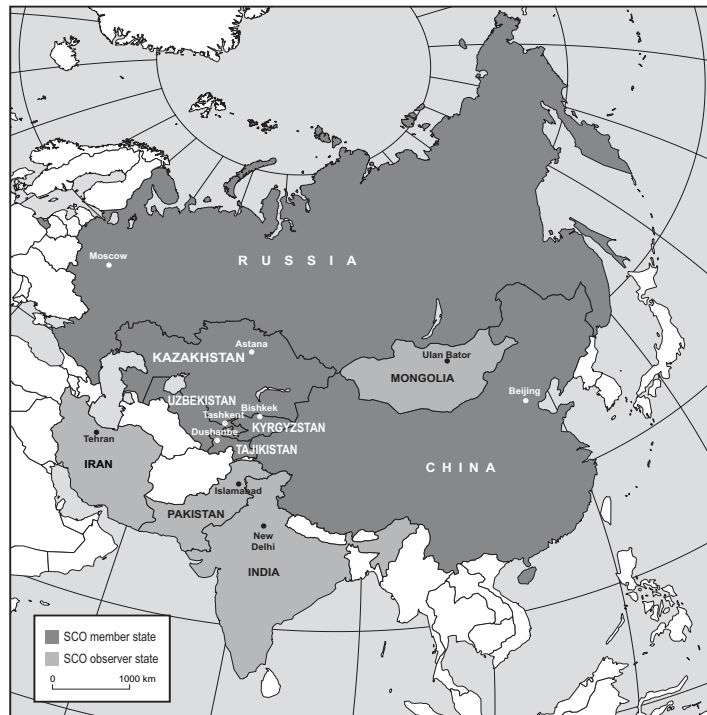 Moscow
R U S S I A
Astana
KAZAKHSTAN
Ulan Bator
MONGOLIA
UZBEKISTAN
Bishkek
Tashkent
KYRGYZSTAN
Beijing
Dushanbe
TAJIKISTAN
Tehran
IRAN
C H I N A
Islamabad
PAKISTAN
New
Delhi
INDIA
SCO member state
SCO observer state
0 1000 km